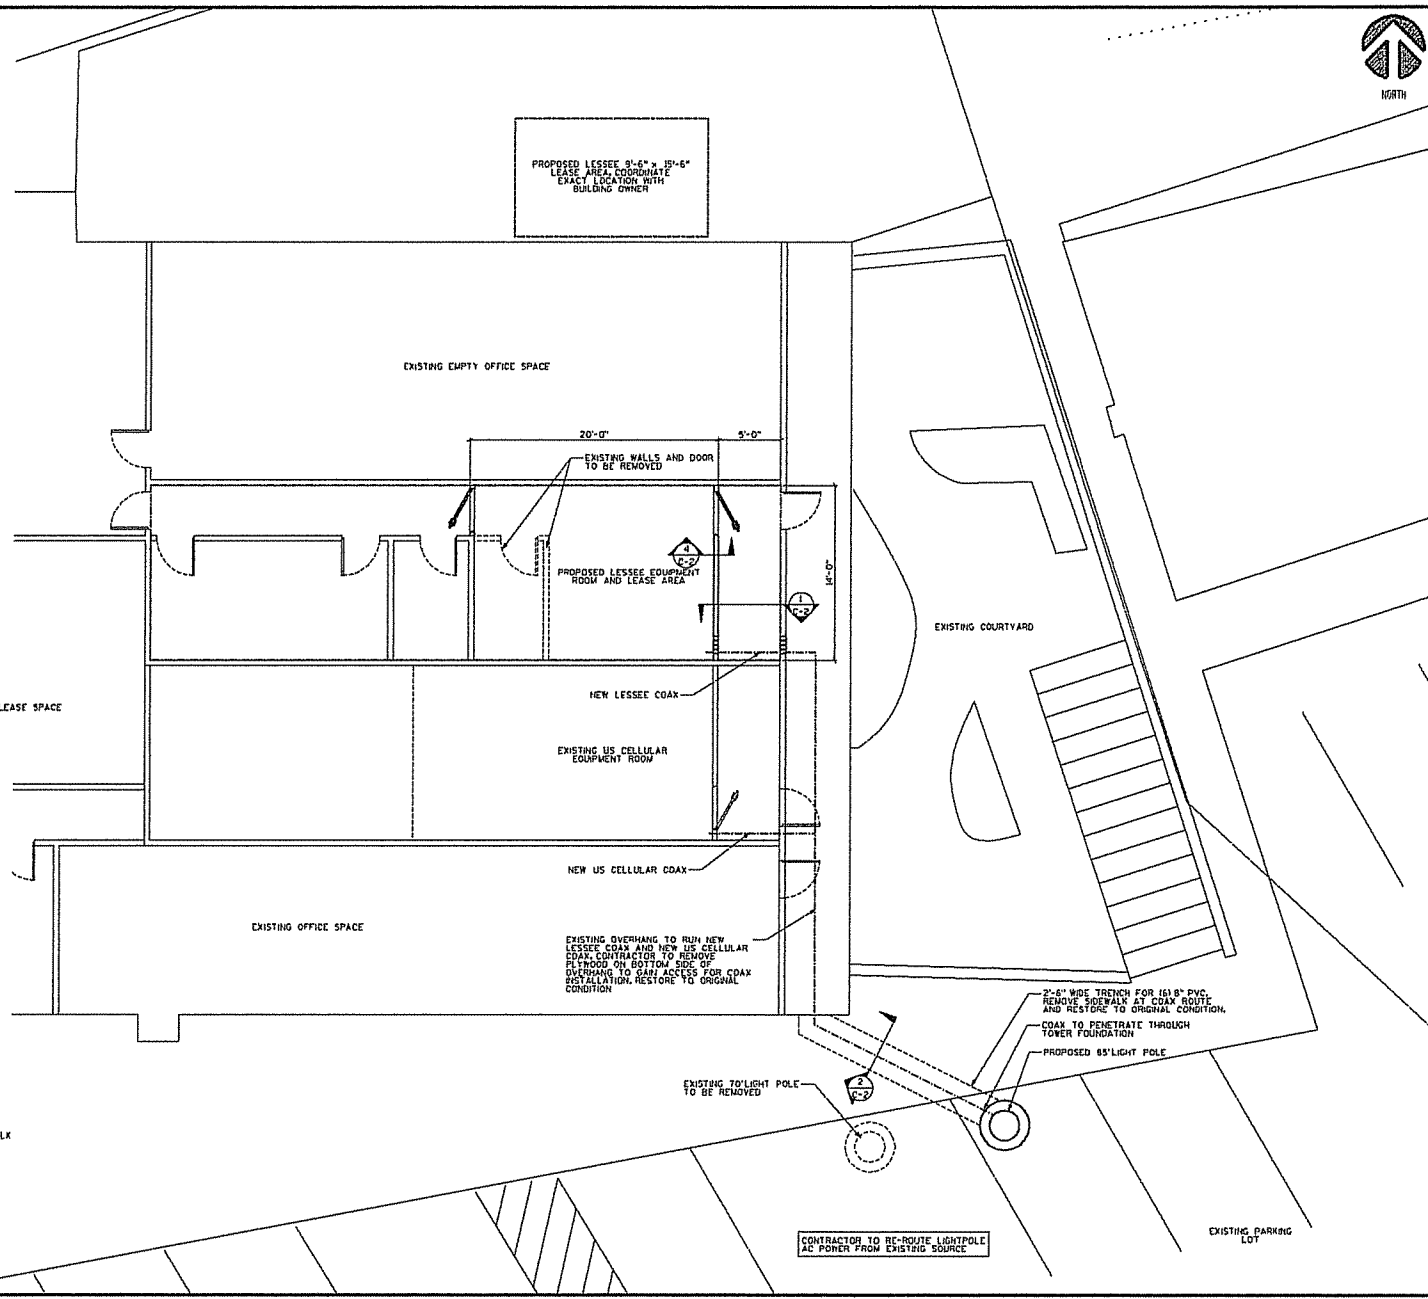 NORTH
PROPOSED LESSEE 9'-6" x 15'-6"
LEASE AREA, COORDINATE
EXACT LOCATION WITH
BUILDING OWNER
EXISTING EMPTY OFFICE SPACE
20'-0"
5'-0"
EXISTING WALLS AND DOOR
TO BE REMOVED
4
C-2
PROPOSED LESSEE EQUIPMENT
ROOM AND LEASE AREA
14'-0"
1
C-2
EXISTING COURTYARD
NEW LESSEE COAX
LEASE SPACE
EXISTING US CELLULAR
EQUIPMENT ROOM
NEW US CELLULAR COAX
EXISTING OFFICE SPACE
EXISTING OVERHANG TO RUN NEW
LESSEE COAX AND NEW US CELLULAR
COAX. CONTRACTOR TO REMOVE
PLYWOOD ON BOTTOM SIDE OF
OVERHANG TO GAIN ACCESS FOR COAX
INSTALLATION. RESTORE TO ORIGINAL
CONDITION
2'-6" WIDE TRENCH FOR (6) 8" PVC.
REMOVE SIDEWALK AT COAX ROUTE
AND RESTORE TO ORIGINAL CONDITION.
COAX TO PENETRATE THROUGH
TOWER FOUNDATION
PROPOSED 85' LIGHT POLE
EXISTING 70' LIGHT POLE
TO BE REMOVED
2
C-2
LK
CONTRACTOR TO RE-ROUTE LIGHTPOLE
AC POWER FROM EXISTING SOURCE
EXISTING PARKING
LOT